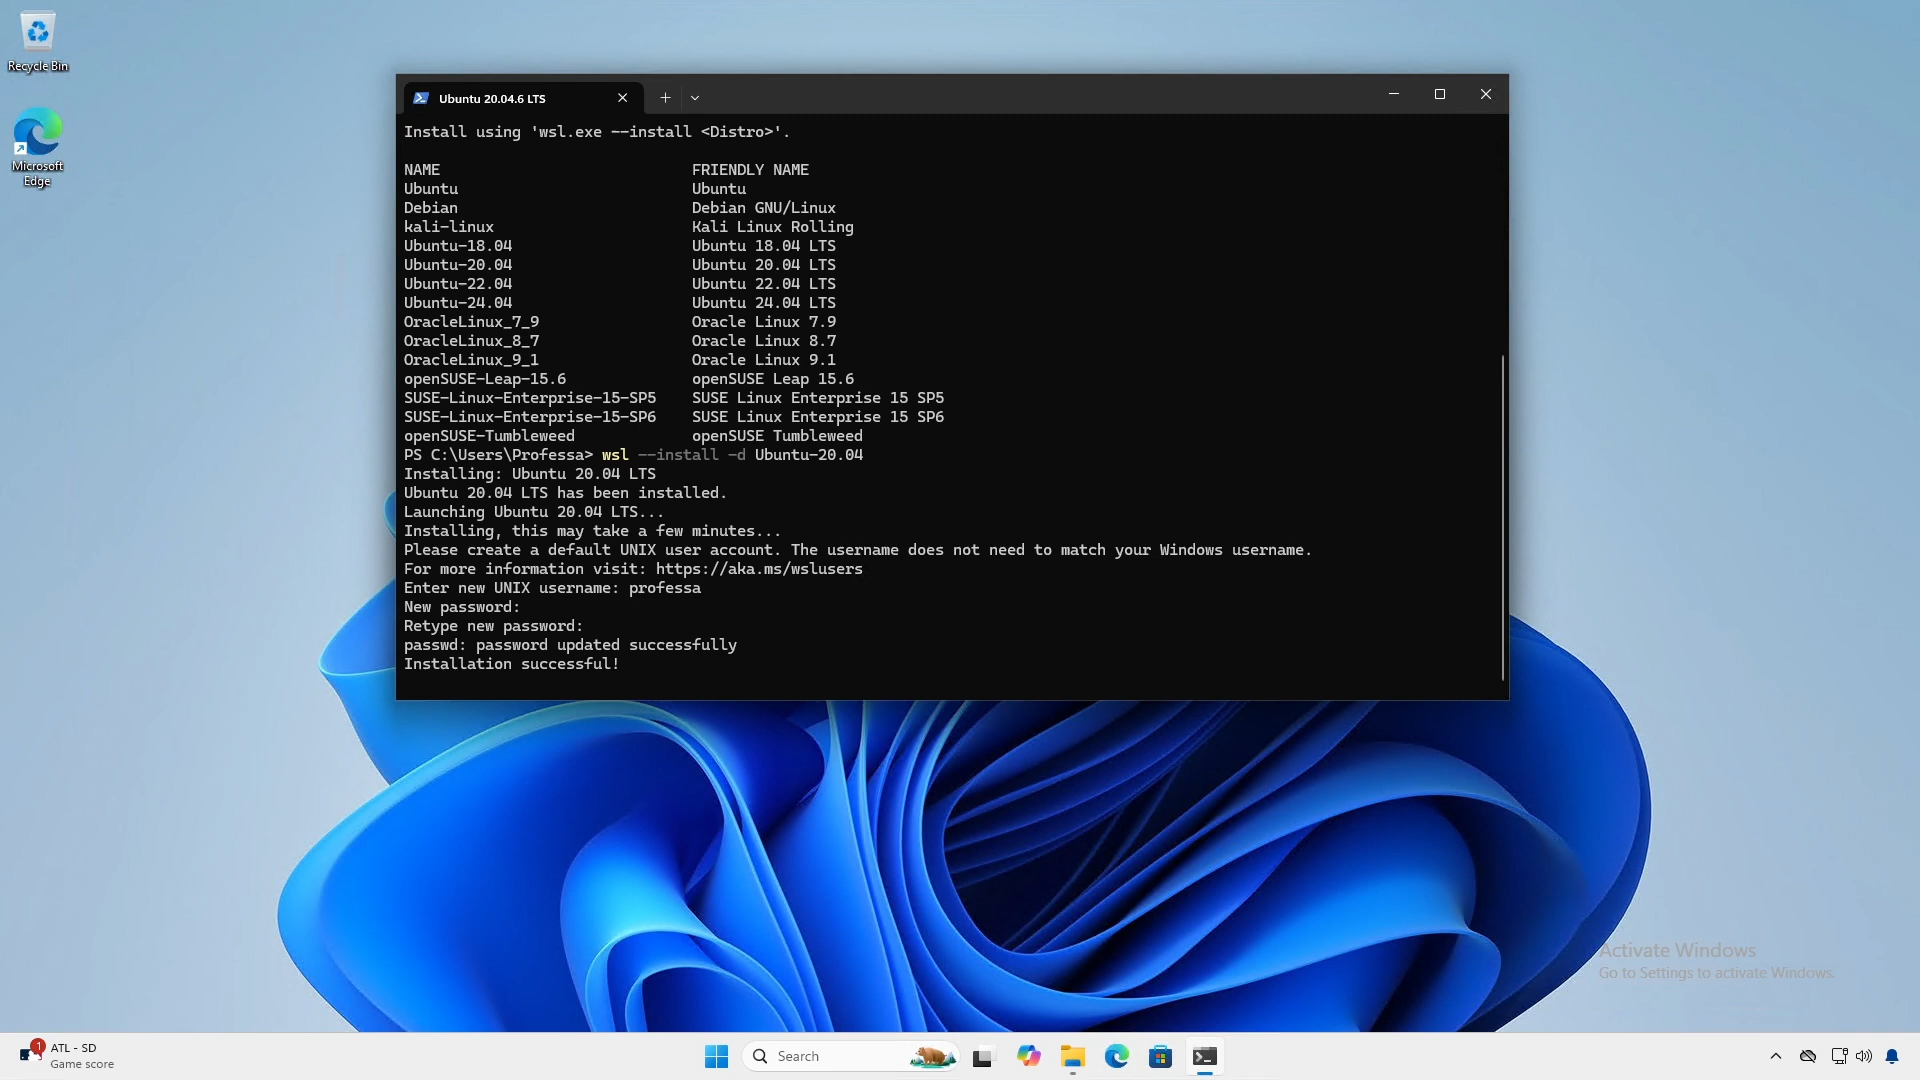 Recycle Bin
Microsoft
Edge
Ubuntu 20.04.6 LTS
Install using 'wsl.exe --install <Distro>'.
NAME FRIENDLY NAME
Ubuntu Ubuntu
Debian Debian GNU/Linux
kali-linux Kali Linux Rolling
Ubuntu-18.04 Ubuntu 18.04 LTS
Ubuntu-20.04 Ubuntu 20.04 LTS
Ubuntu-22.04 Ubuntu 22.04 LTS
Ubuntu-24.04 Ubuntu 24.04 LTS
OracleLinux_7_9 Oracle Linux 7.9
OracleLinux_8_7 Oracle Linux 8.7
OracleLinux_9_1 Oracle Linux 9.1
openSUSE-Leap-15.6 openSUSE Leap 15.6
SUSE-Linux-Enterprise-15-SP5 SUSE Linux Enterprise 15 SP5
SUSE-Linux-Enterprise-15-SP6 SUSE Linux Enterprise 15 SP6
openSUSE-Tumbleweed openSUSE Tumbleweed
PS C:\Users\Professa> wsl --install -d Ubuntu-20.04
Installing: Ubuntu 20.04 LTS
Ubuntu 20.04 LTS has been installed.
Launching Ubuntu 20.04 LTS...
Installing, this may take a few minutes...
Please create a default UNIX user account. The username does not need to match your Windows username.
For more information visit: https://aka.ms/wslusers
Enter new UNIX username: professa
New password:
Retype new password:
passwd: password updated successfully
Installation successful!
Activate Windows
Go to Settings to activate Windows.
1
ATL - SD
Game score
Search